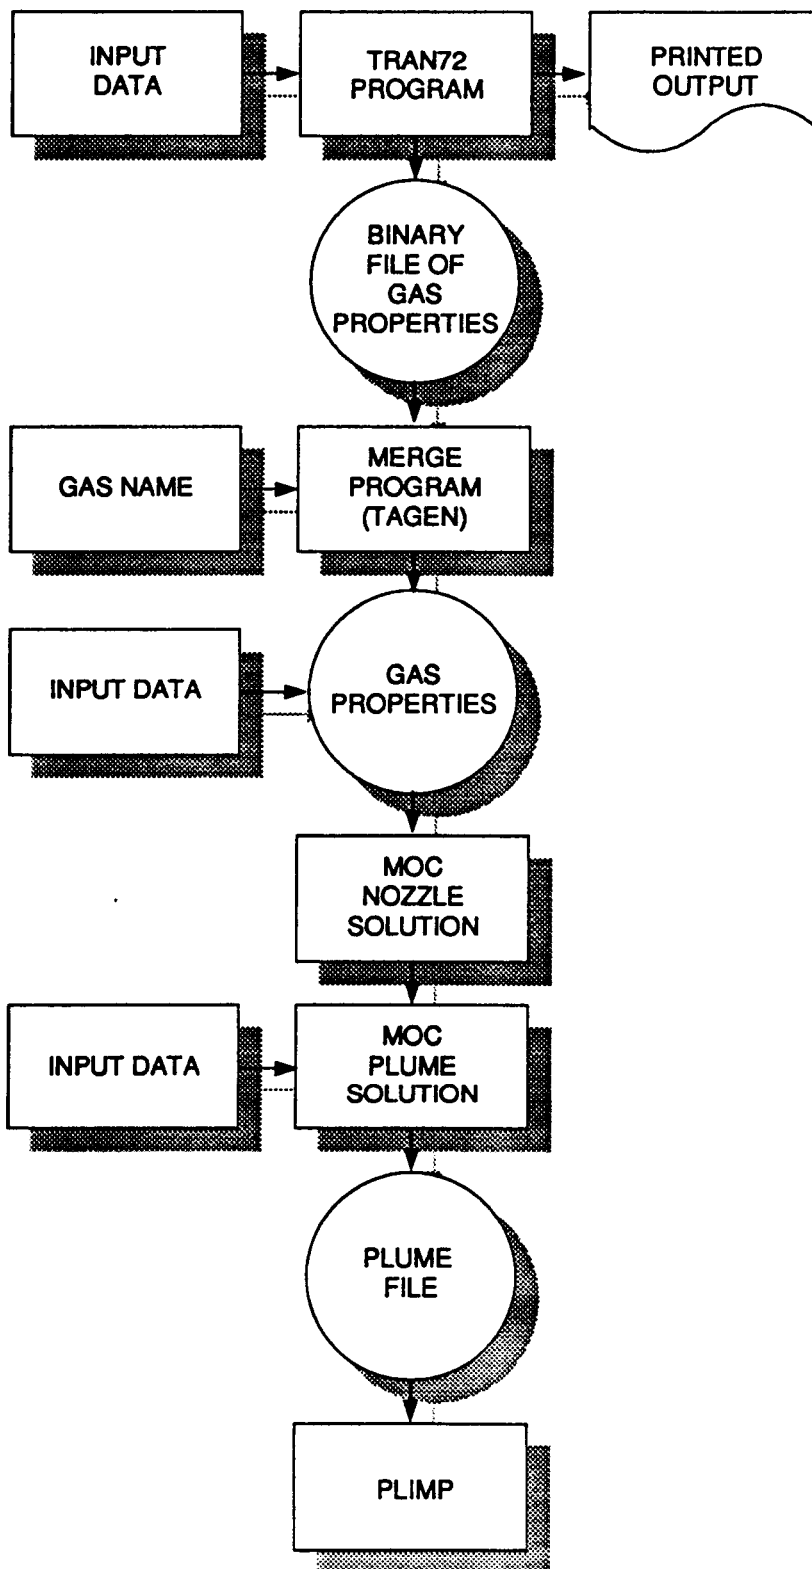 INPUT
DATA
TRAN72
PROGRAM
PRINTED
OUTPUT
BINARY
FILE OF
GAS
PROPERTIES
GAS NAME
MERGE
PROGRAM
(TAGEN)
INPUT DATA
GAS
PROPERTIES
MOC
NOZZLE
SOLUTION
INPUT DATA
MOC
PLUME
SOLUTION
PLUME
FILE
PLIMP